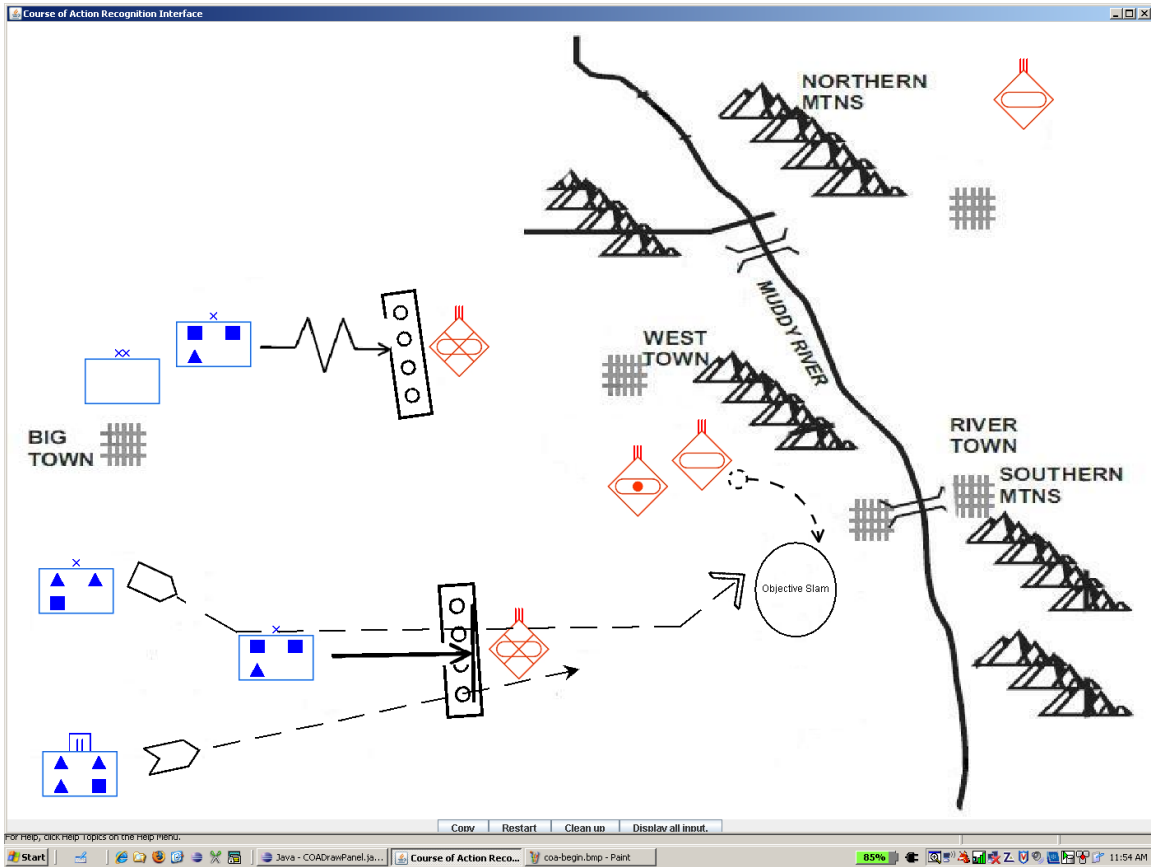 Course of Action Recognition Interface
NORTHERN
MTNS
MUDDY RIVER
WEST
TOWN
BIG
TOWN
RIVER
TOWN
SOUTHERN
MTNS
Objective Slam
Copy
Restart
Clean up
Display all input.
For Help, click Help Topics on the Help Menu.
Start
Java - COADrawPanel.ja...
Course of Action Reco...
coa-begin.bmp - Paint
85%
11:54 AM